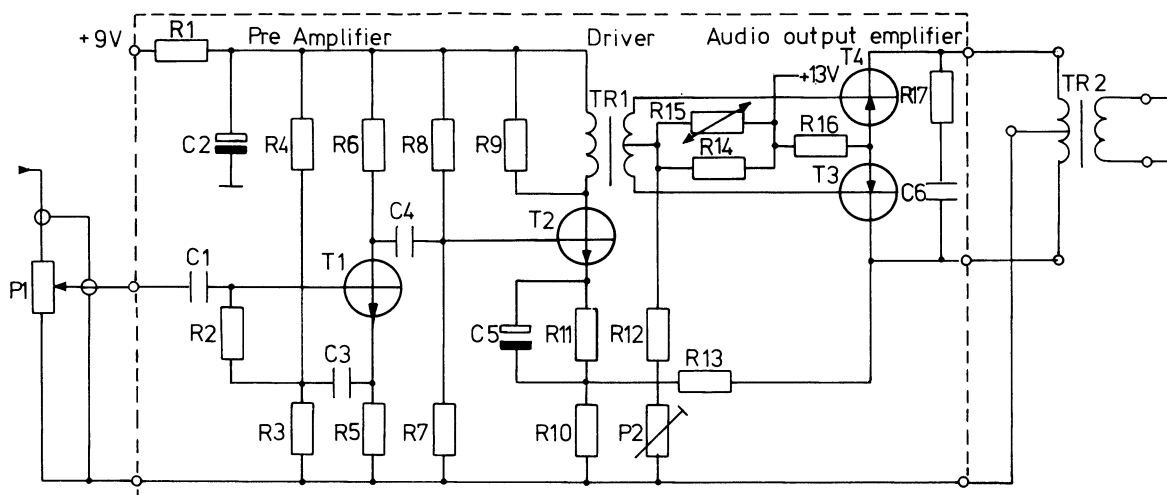 +9V R1 Pre Amplifier Driver Audio output emplifier
T4
+13V
TR1 R17 TR2
R15
C2 R4 R6 R8 R9 R16
R14
T3
C6
C4 T2
C1 T1
P1
R2 C5 R11 R12
C3 R13
R3 R5 R7 R10 P2